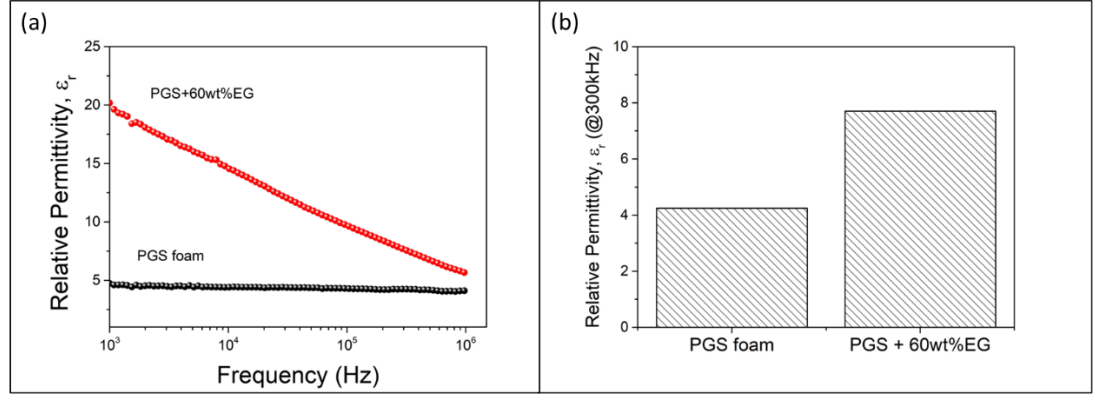 (a)
Relative Permittivity, εr
25
20
15
10
5
PGS+60wt%EG
PGS foam
10³
10⁴
10⁵
10⁶
Frequency (Hz)
(b)
Relative Permittivity, εr (@300kHz)
10
8
6
4
2
0
PGS foam
PGS + 60wt%EG